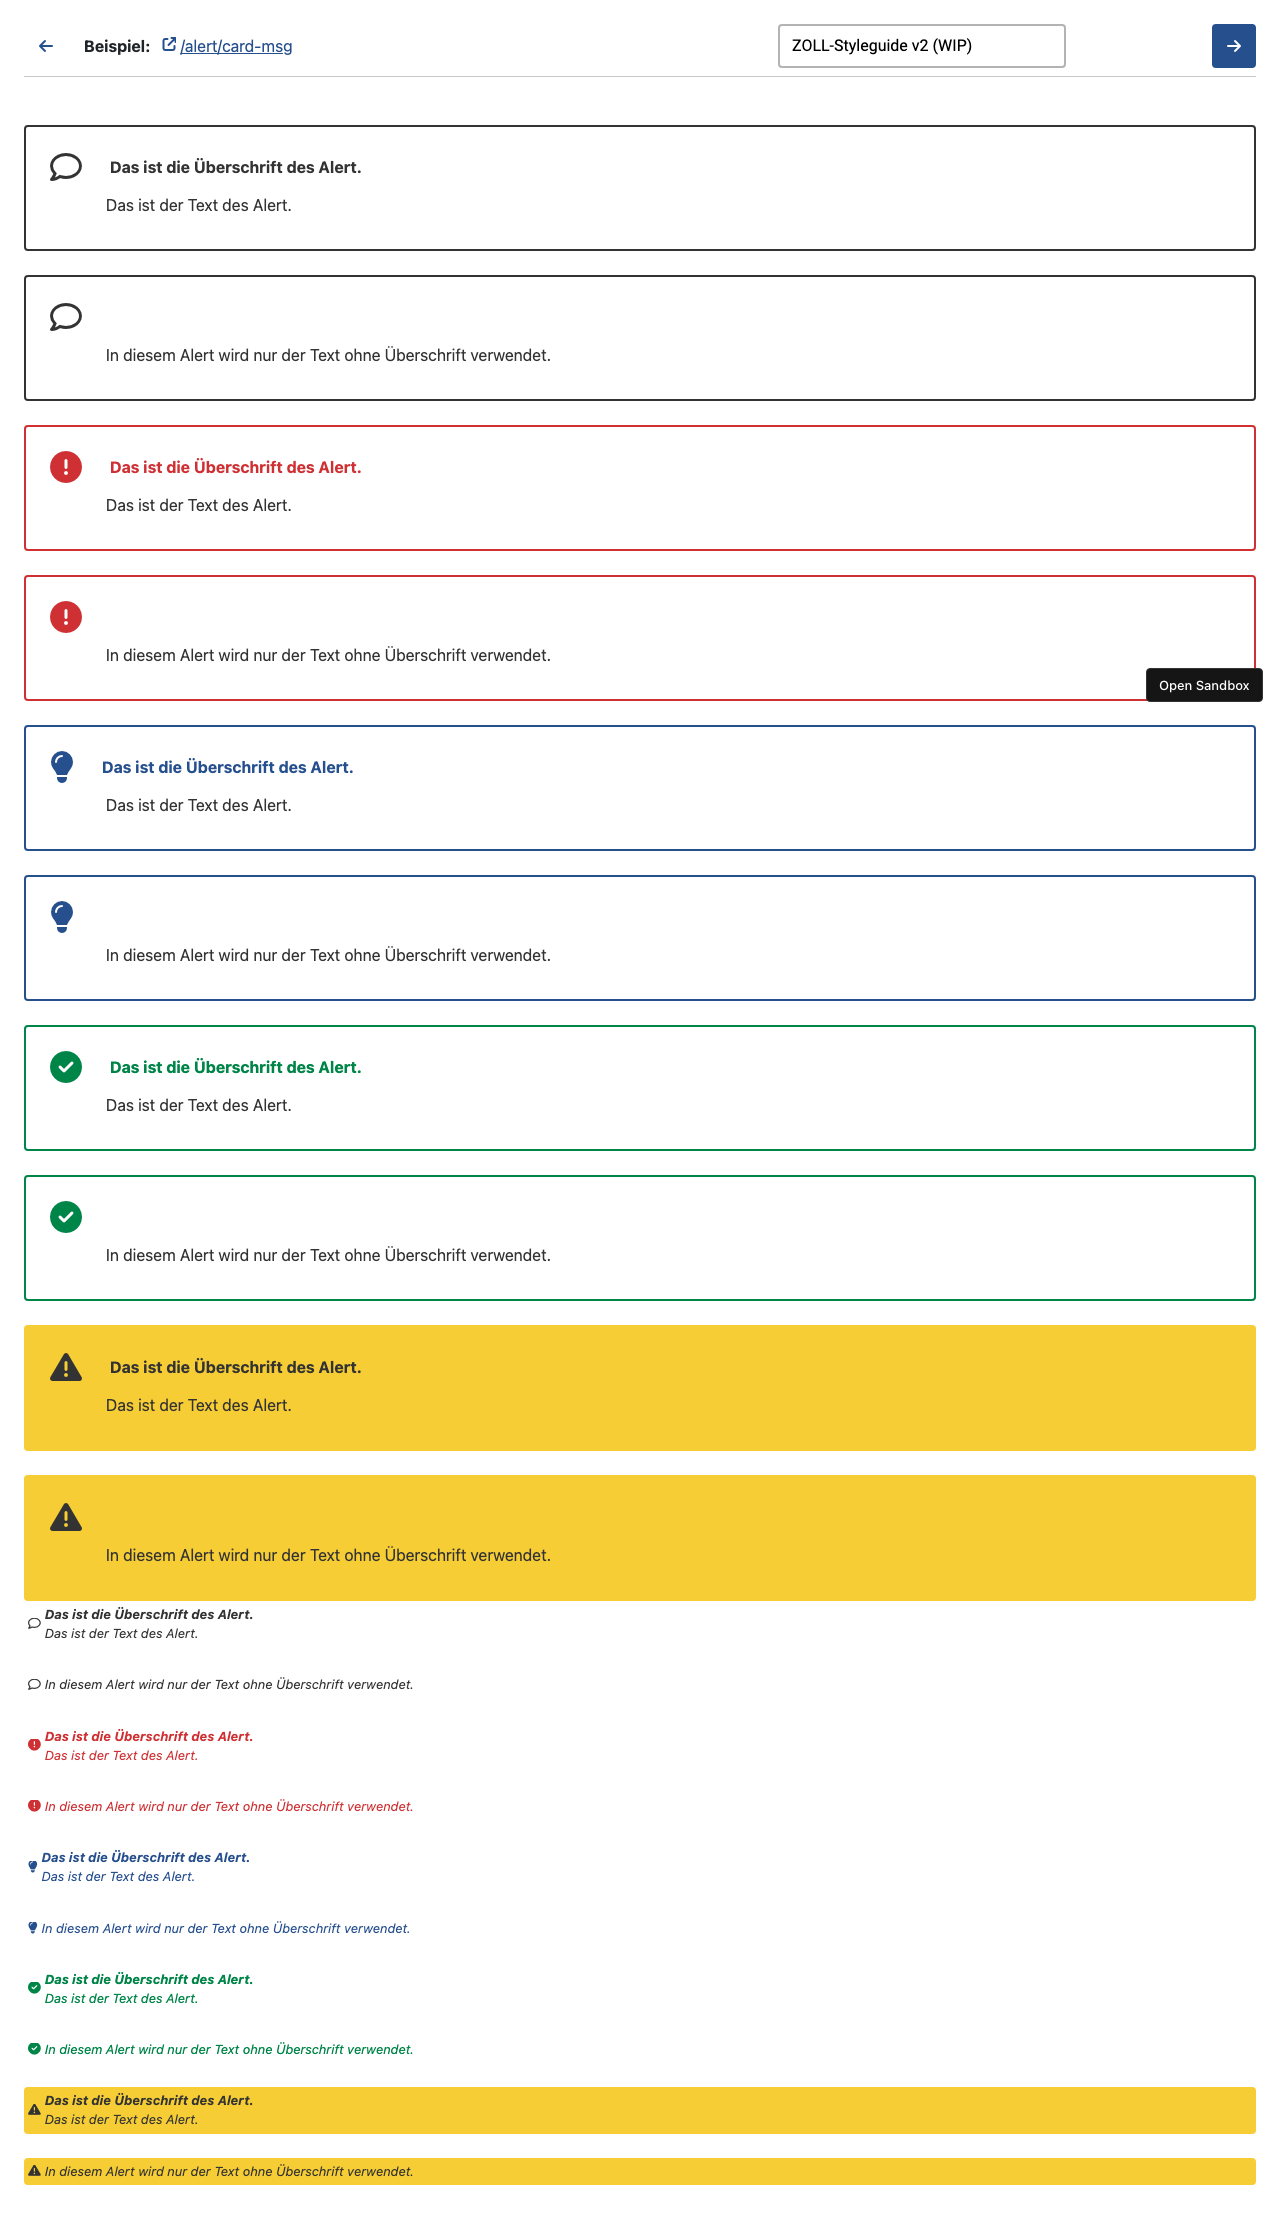 Beispiel: /alert/card-msg
ZOLL-Styleguide v2 (WIP)
Das ist die Überschrift des Alert.
Das ist der Text des Alert.
In diesem Alert wird nur der Text ohne Überschrift verwendet.
Das ist die Überschrift des Alert.
Das ist der Text des Alert.
In diesem Alert wird nur der Text ohne Überschrift verwendet.
Open Sandbox
Das ist die Überschrift des Alert.
Das ist der Text des Alert.
In diesem Alert wird nur der Text ohne Überschrift verwendet.
Das ist die Überschrift des Alert.
Das ist der Text des Alert.
In diesem Alert wird nur der Text ohne Überschrift verwendet.
Das ist die Überschrift des Alert.
Das ist der Text des Alert.
In diesem Alert wird nur der Text ohne Überschrift verwendet.
Das ist die Überschrift des Alert.
Das ist der Text des Alert.
In diesem Alert wird nur der Text ohne Überschrift verwendet.
Das ist die Überschrift des Alert.
Das ist der Text des Alert.
In diesem Alert wird nur der Text ohne Überschrift verwendet.
Das ist die Überschrift des Alert.
Das ist der Text des Alert.
In diesem Alert wird nur der Text ohne Überschrift verwendet.
Das ist die Überschrift des Alert.
Das ist der Text des Alert.
In diesem Alert wird nur der Text ohne Überschrift verwendet.
Das ist die Überschrift des Alert.
Das ist der Text des Alert.
In diesem Alert wird nur der Text ohne Überschrift verwendet.